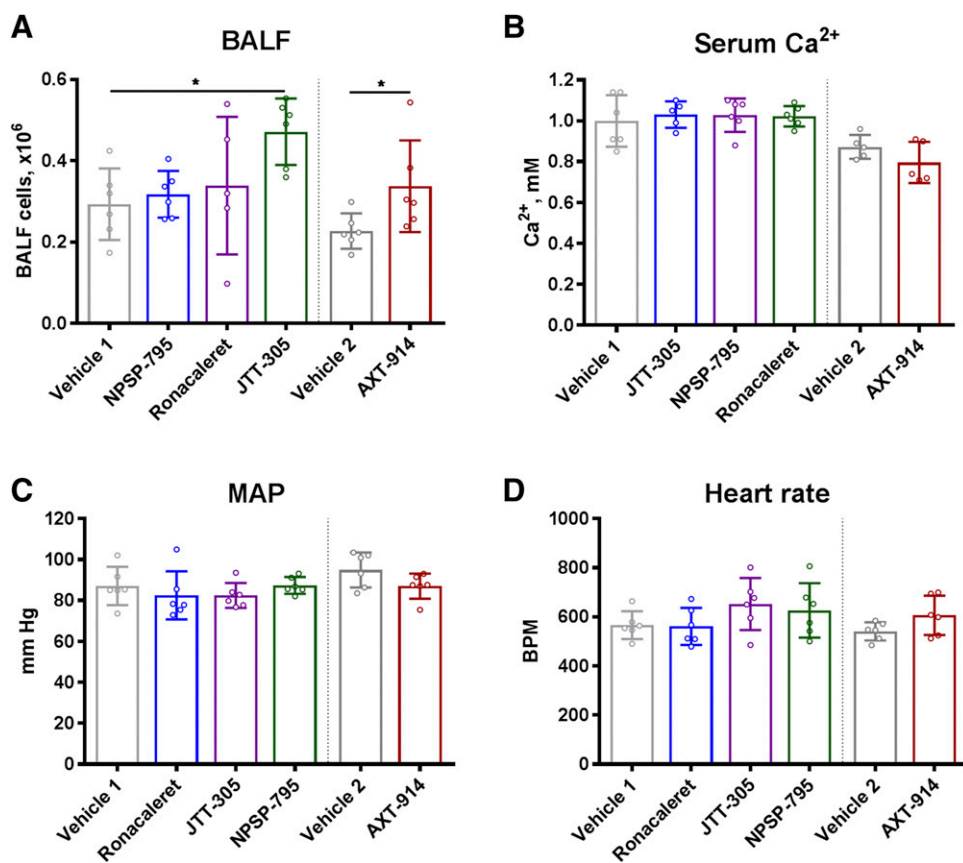 A
BALF
BALF cells, x10⁶
0.6
0.4
0.2
0.0
*
*
Vehicle 1
NPSP-795
Ronacaleret
JTT-305
Vehicle 2
AXT-914
B
Serum Ca²⁺
Ca²⁺, mM
1.2
1.0
0.8
0.6
0.4
0.2
0.0
Vehicle 1
JTT-305
NPSP-795
Ronacaleret
Vehicle 2
AXT-914
C
MAP
mm Hg
120
100
80
60
40
20
0
Vehicle 1
Ronacaleret
JTT-305
NPSP-795
Vehicle 2
AXT-914
D
Heart rate
BPM
1000
800
600
400
200
0
Vehicle 1
Ronacaleret
JTT-305
NPSP-795
Vehicle 2
AXT-914